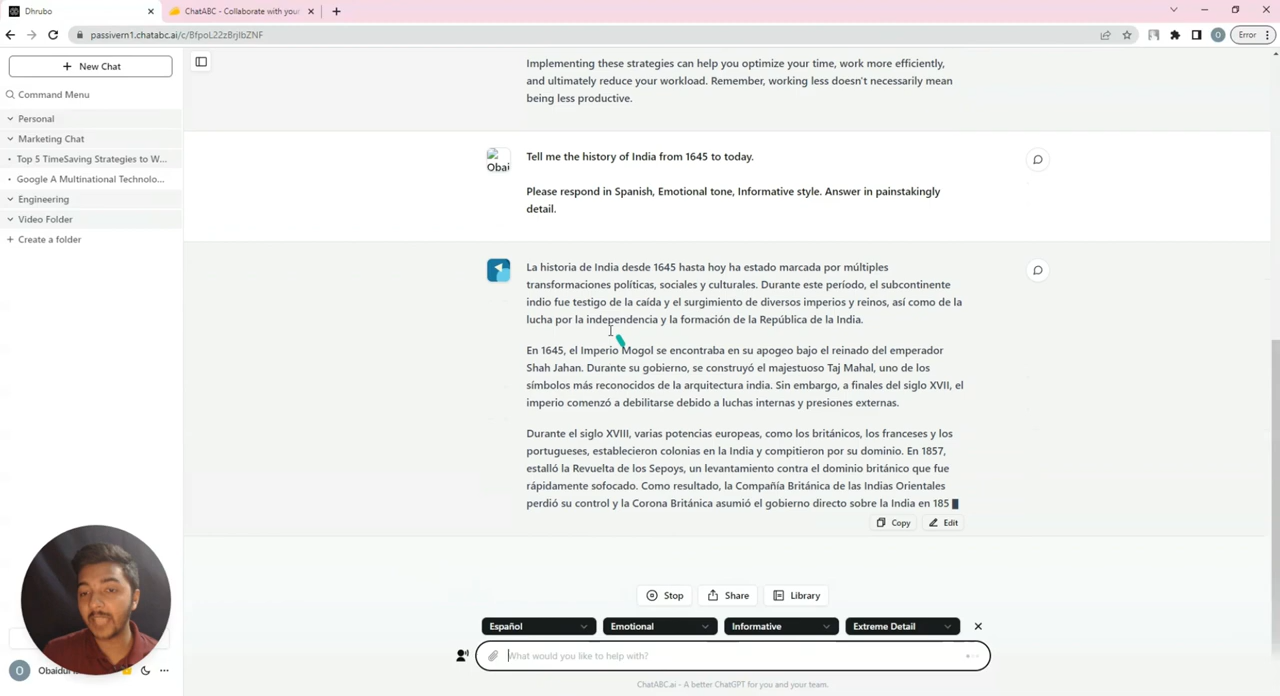 Dhrubo
ChatABC - Collaborate with you
passivem1.chatabc.ai/c/BfpoL22zBrjIbZNF
Error
New Chat
Command Menu
Personal
Marketing Chat
Top 5 TimeSaving Strategies to W...
Google A Multinational Technolo...
Engineering
Video Folder
Create a folder
Implementing these strategies can help you optimize your time, work more efficiently,
and ultimately reduce your workload. Remember, working less doesn't necessarily mean
being less productive.
Obai
Tell me the history of India from 1645 to today.
Please respond in Spanish, Emotional tone, Informative style. Answer in painstakingly
detail.
La historia de India desde 1645 hasta hoy ha estado marcada por múltiples
transformaciones políticas, sociales y culturales. Durante este período, el subcontinente
indio fue testigo de la caída y el surgimiento de diversos imperios y reinos, así como de la
lucha por la independencia y la formación de la República de la India.
En 1645, el Imperio Mogol se encontraba en su apogeo bajo el reinado del emperador
Shah Jahan. Durante su gobierno, se construyó el majestuoso Taj Mahal, uno de los
símbolos más reconocidos de la arquitectura india. Sin embargo, a finales del siglo XVII, el
imperio comenzó a debilitarse debido a luchas internas y presiones externas.
Durante el siglo XVIII, varias potencias europeas, como los británicos, los franceses y los
portugueses, establecieron colonias en la India y compitieron por su dominio. En 1857,
estalló la Revuelta de los Sepoys, un levantamiento contra el dominio británico que fue
rápidamente sofocado. Como resultado, la Compañía Británica de las Indias Orientales
perdió su control y la Corona Británica asumió el gobierno directo sobre la India en 185
Copy Edit
Stop Share Library
Español Emotional Informative Extreme Detail
What would you like to help with?
ChatABC.ai - A better ChatGPT for you and your team.
O Obaidul